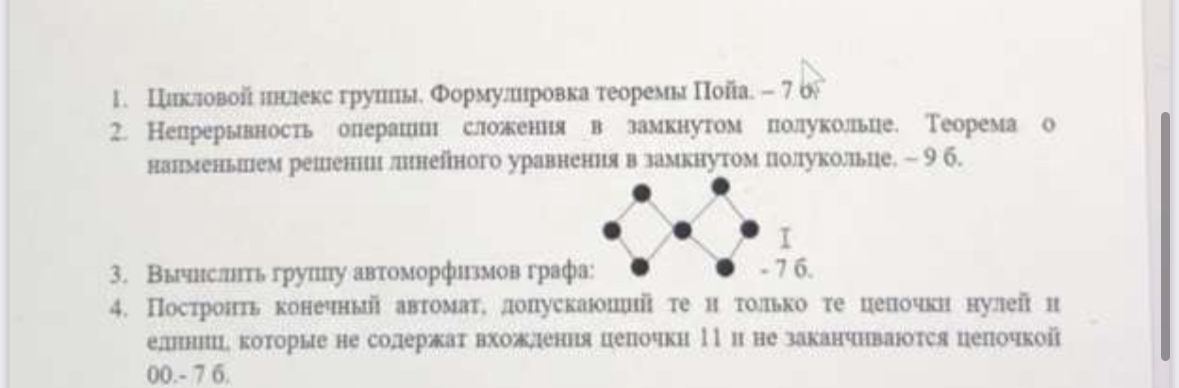 1. Цикловой индекс группы. Формулировка теоремы Пойа. – 7 б.
2. Непрерывность операции сложения в замкнутом полукольце. Теорема о
наименьшем решении линейного уравнения в замкнутом полукольце. – 9 б.
3. Вычислить группу автоморфизмов графа: - 7 б.
4. Построить конечный автомат, допускающий те и только те цепочки нулей и
единиц, которые не содержат вхождения цепочки 11 и не заканчиваются цепочкой
00.- 7 б.